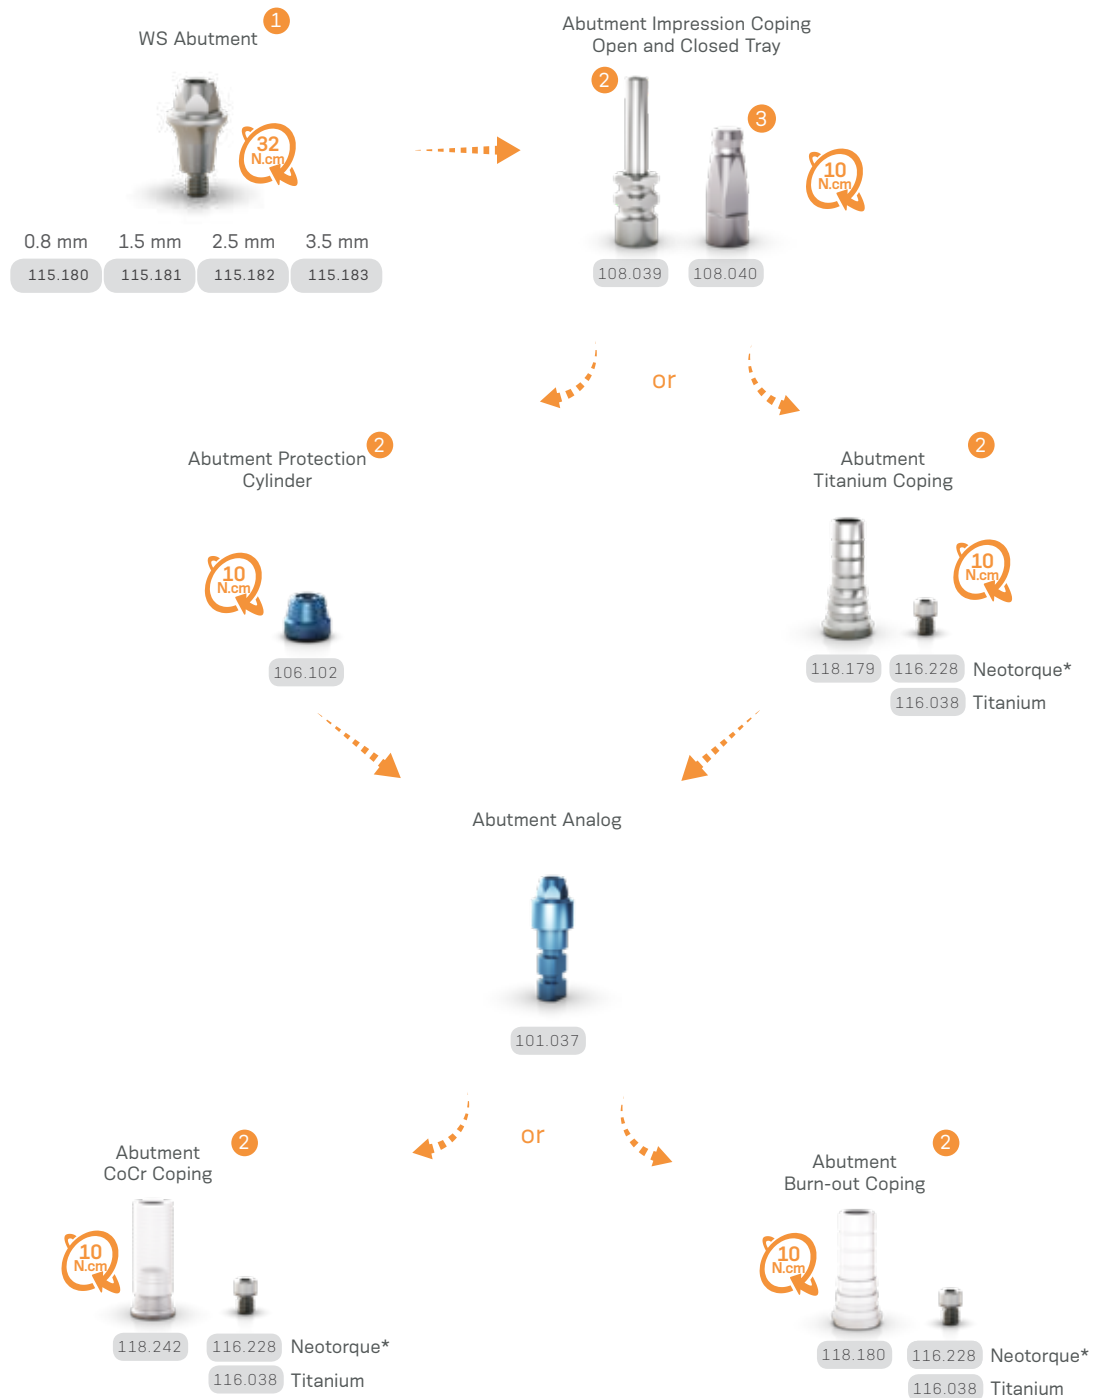 WS Abutment
1
32
N.cm
0.8 mm 1.5 mm 2.5 mm 3.5 mm
115.180 115.181 115.182 115.183
Abutment Impression Coping
Open and Closed Tray
2
3
10
N.cm
108.039 108.040
or
Abutment Protection
Cylinder
2
10
N.cm
106.102
Abutment
Titanium Coping
2
10
N.cm
118.179 116.228 Neotorque*
116.038 Titanium
Abutment Analog
101.037
or
Abutment
CoCr Coping
2
10
N.cm
118.242 116.228 Neotorque*
116.038 Titanium
Abutment
Burn-out Coping
2
10
N.cm
118.180 116.228 Neotorque*
116.038 Titanium